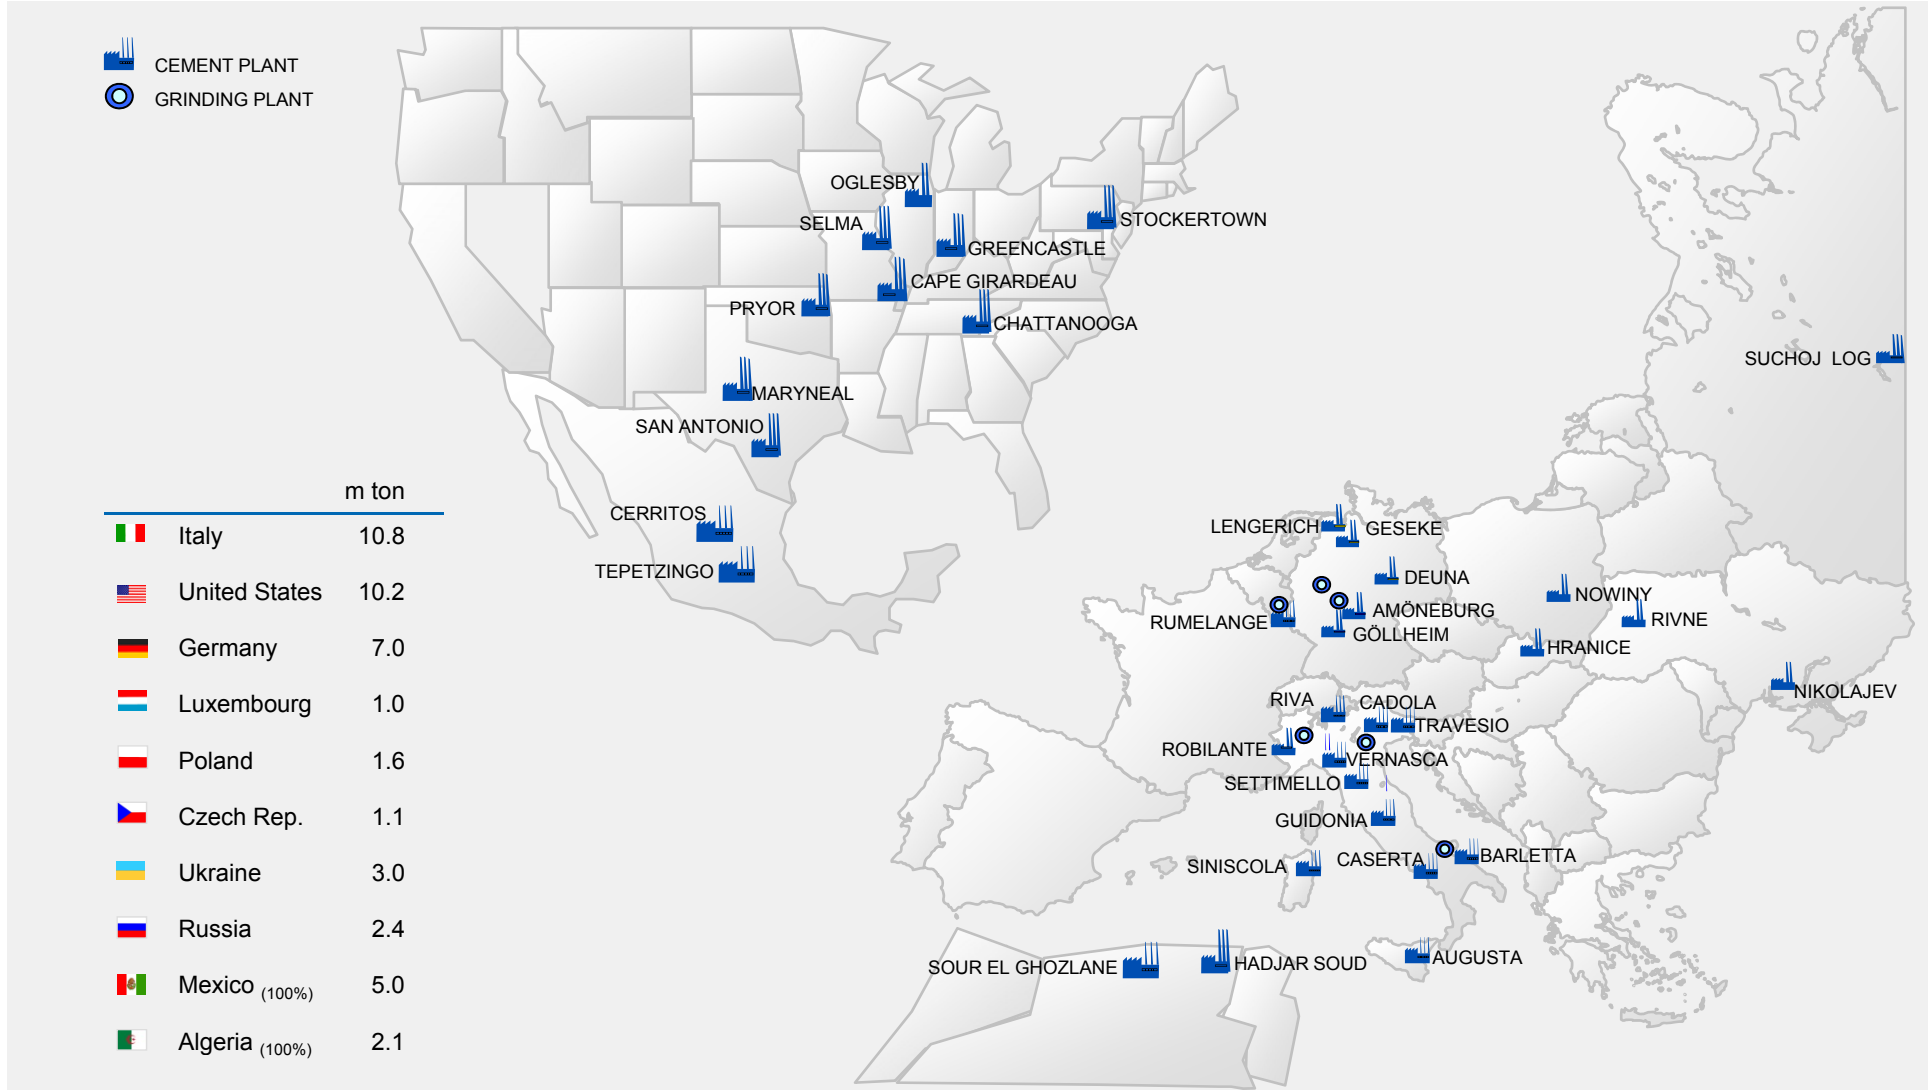 CEMENT PLANT
GRINDING PLANT
OGLESBY
SELMA
STOCKERTOWN
GREENCASTLE
CAPE GIRARDEAU
PRYOR
CHATTANOOGA
SUCHOJ LOG
MARYNEAL
SAN ANTONIO
CERRITOS
TEPETZINGO
LENGERICH
GESEKE
DEUNA
NOWINY
AMÖNEBURG
RUMELANGE
RIVNE
GÖLLHEIM
HRANICE
NIKOLAJEV
RIVA
CADOLA
TRAVESIO
ROBILANTE
VERNASCA
SETTIMELLO
GUIDONIA
SINISCOLA
CASERTA
BARLETTA
AUGUSTA
SOUR EL GHOZLANE
HADJAR SOUD
m ton
Italy 10.8
United States 10.2
Germany 7.0
Luxembourg 1.0
Poland 1.6
Czech Rep. 1.1
Ukraine 3.0
Russia 2.4
Mexico (100%) 5.0
Algeria (100%) 2.1